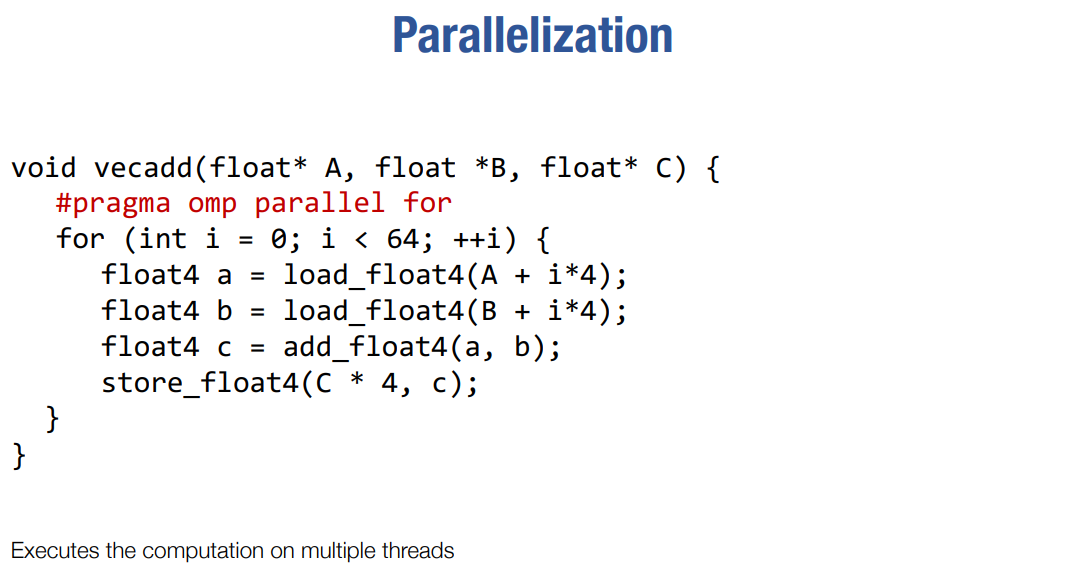 Parallelization
void vecadd(float* A, float *B, float* C) {
#pragma omp parallel for
for (int i = 0; i < 64; ++i) {
float4 a = load_float4(A + i*4);
float4 b = load_float4(B + i*4);
float4 c = add_float4(a, b);
store_float4(C * 4, c);
}
}
Executes the computation on multiple threads